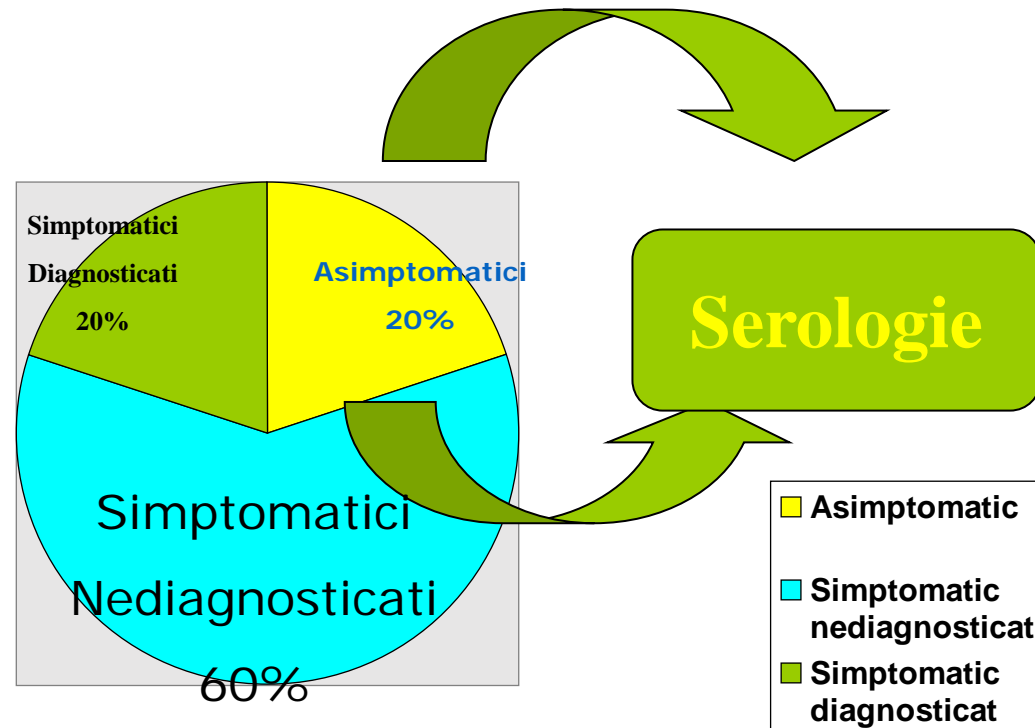 Simptomatici
Diagnosticati
20%
Asimptomatici
20%
Serologie
Simptomatici
Nediagnosticati
60%
Asimptomatic
Simptomatic
nediagnosticat
Simptomatic
diagnosticat